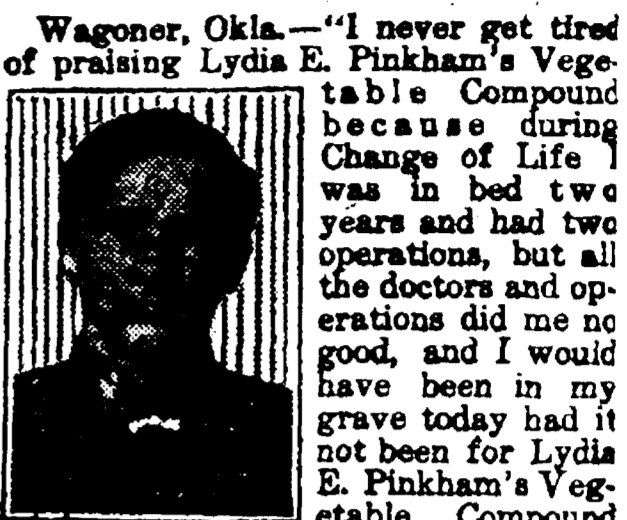 Wagoner, Okla.—"I never get tired
of praising Lydia E. Pinkham's Vege-
table Compound
because during
Change of Life I
was in bed two
years and had two
operations, but all
the doctors and op-
erations did me no
good, and I would
have been in my
grave today had it
not been for Lydia
E. Pinkham's Veg-
etable Compound